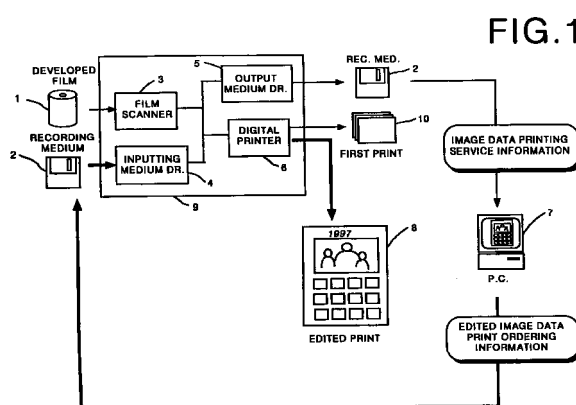 FIG.1
DEVELOPED
FILM
1
RECORDING
MEDIUM
2
3
FILM
SCANNER
INPUTTING
MEDIUM DR.
4
5
OUTPUT
MEDIUM DR.
DIGITAL
PRINTER
6
9
REC. MED.
2
10
FIRST PRINT
IMAGE DATA PRINTING
SERVICE INFORMATION
7
P.C.
8
1997
EDITED PRINT
EDITED IMAGE DATA
PRINT ORDERING
INFORMATION